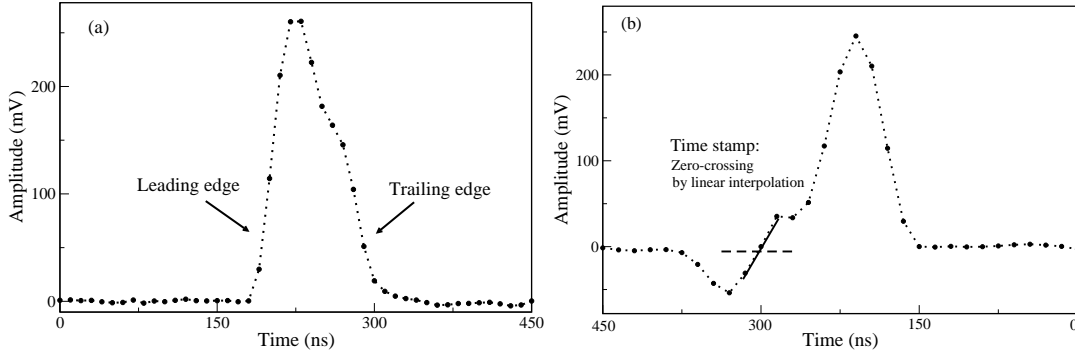 (a)
Amplitude (mV)
200
100
0
Leading edge
Trailing edge
0
150
300
450
Time (ns)
(b)
Amplitude (mV)
200
100
0
Time stamp:
Zero-crossing
by linear interpolation
450
300
150
0
Time (ns)